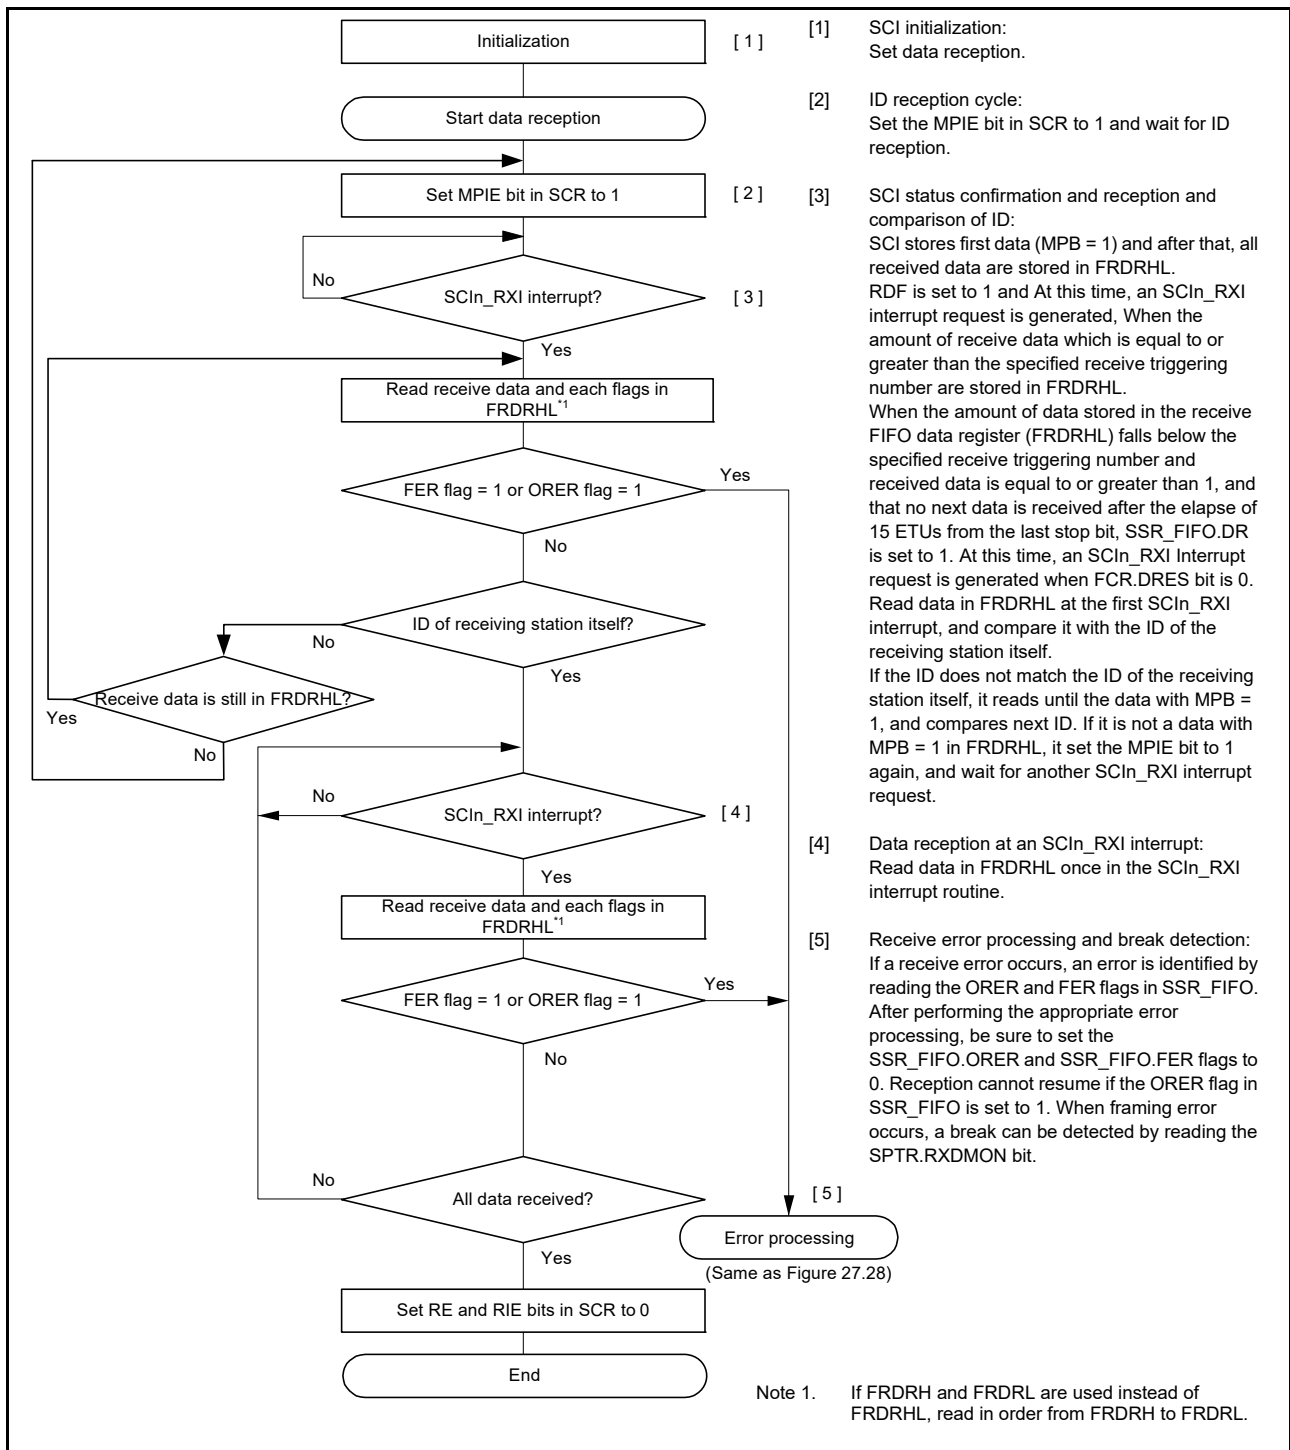 Initialization
[ 1 ]
Start data reception
Set MPIE bit in SCR to 1
[ 2 ]
No
SCIn_RXI interrupt?
[ 3 ]
Yes
Read receive data and each flags in
FRDRHL*1
Yes
FER flag = 1 or ORER flag = 1
No
ID of receiving station itself?
No
Yes
Receive data is still in FRDRHL?
Yes
No
No
SCIn_RXI interrupt?
[ 4 ]
Yes
Read receive data and each flags in
FRDRHL*1
Yes
FER flag = 1 or ORER flag = 1
No
No
All data received?
[ 5 ]
Yes
Error processing
(Same as Figure 27.28)
Set RE and RIE bits in SCR to 0
End
[1] SCI initialization:
Set data reception.
[2] ID reception cycle:
Set the MPIE bit in SCR to 1 and wait for ID
reception.
[3] SCI status confirmation and reception and
comparison of ID:
SCI stores first data (MPB = 1) and after that, all
received data are stored in FRDRHL.
RDF is set to 1 and At this time, an SCIn_RXI
interrupt request is generated, When the
amount of receive data which is equal to or
greater than the specified receive triggering
number are stored in FRDRHL.
When the amount of data stored in the receive
FIFO data register (FRDRHL) falls below the
specified receive triggering number and
received data is equal to or greater than 1, and
that no next data is received after the elapse of
15 ETUs from the last stop bit, SSR_FIFO.DR
is set to 1. At this time, an SCIn_RXI Interrupt
request is generated when FCR.DRES bit is 0.
Read data in FRDRHL at the first SCIn_RXI
interrupt, and compare it with the ID of the
receiving station itself.
If the ID does not match the ID of the receiving
station itself, it reads until the data with MPB =
1, and compares next ID. If it is not a data with
MPB = 1 in FRDRHL, it set the MPIE bit to 1
again, and wait for another SCIn_RXI interrupt
request.
[4] Data reception at an SCIn_RXI interrupt:
Read data in FRDRHL once in the SCIn_RXI
interrupt routine.
[5] Receive error processing and break detection:
If a receive error occurs, an error is identified by
reading the ORER and FER flags in SSR_FIFO.
After performing the appropriate error
processing, be sure to set the
SSR_FIFO.ORER and SSR_FIFO.FER flags to
0. Reception cannot resume if the ORER flag in
SSR_FIFO is set to 1. When framing error
occurs, a break can be detected by reading the
SPTR.RXDMON bit.
Note 1. If FRDRH and FRDRL are used instead of
FRDRHL, read in order from FRDRH to FRDRL.